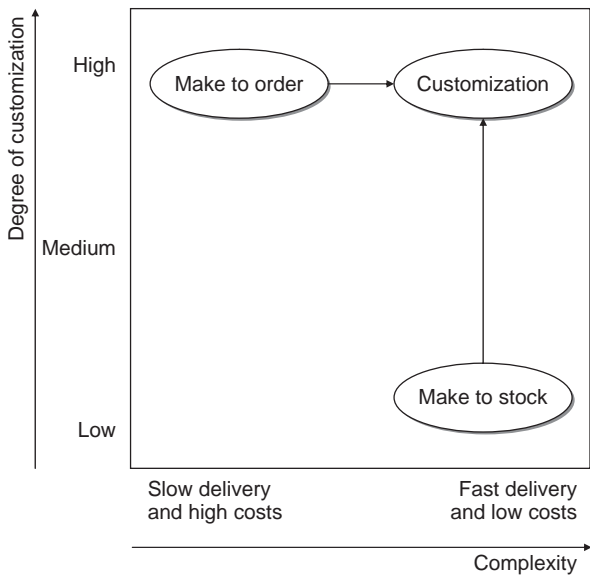 Degree of customization
High
Make to order
Customization
Medium
Make to stock
Low
Slow delivery
and high costs
Fast delivery
and low costs
Complexity